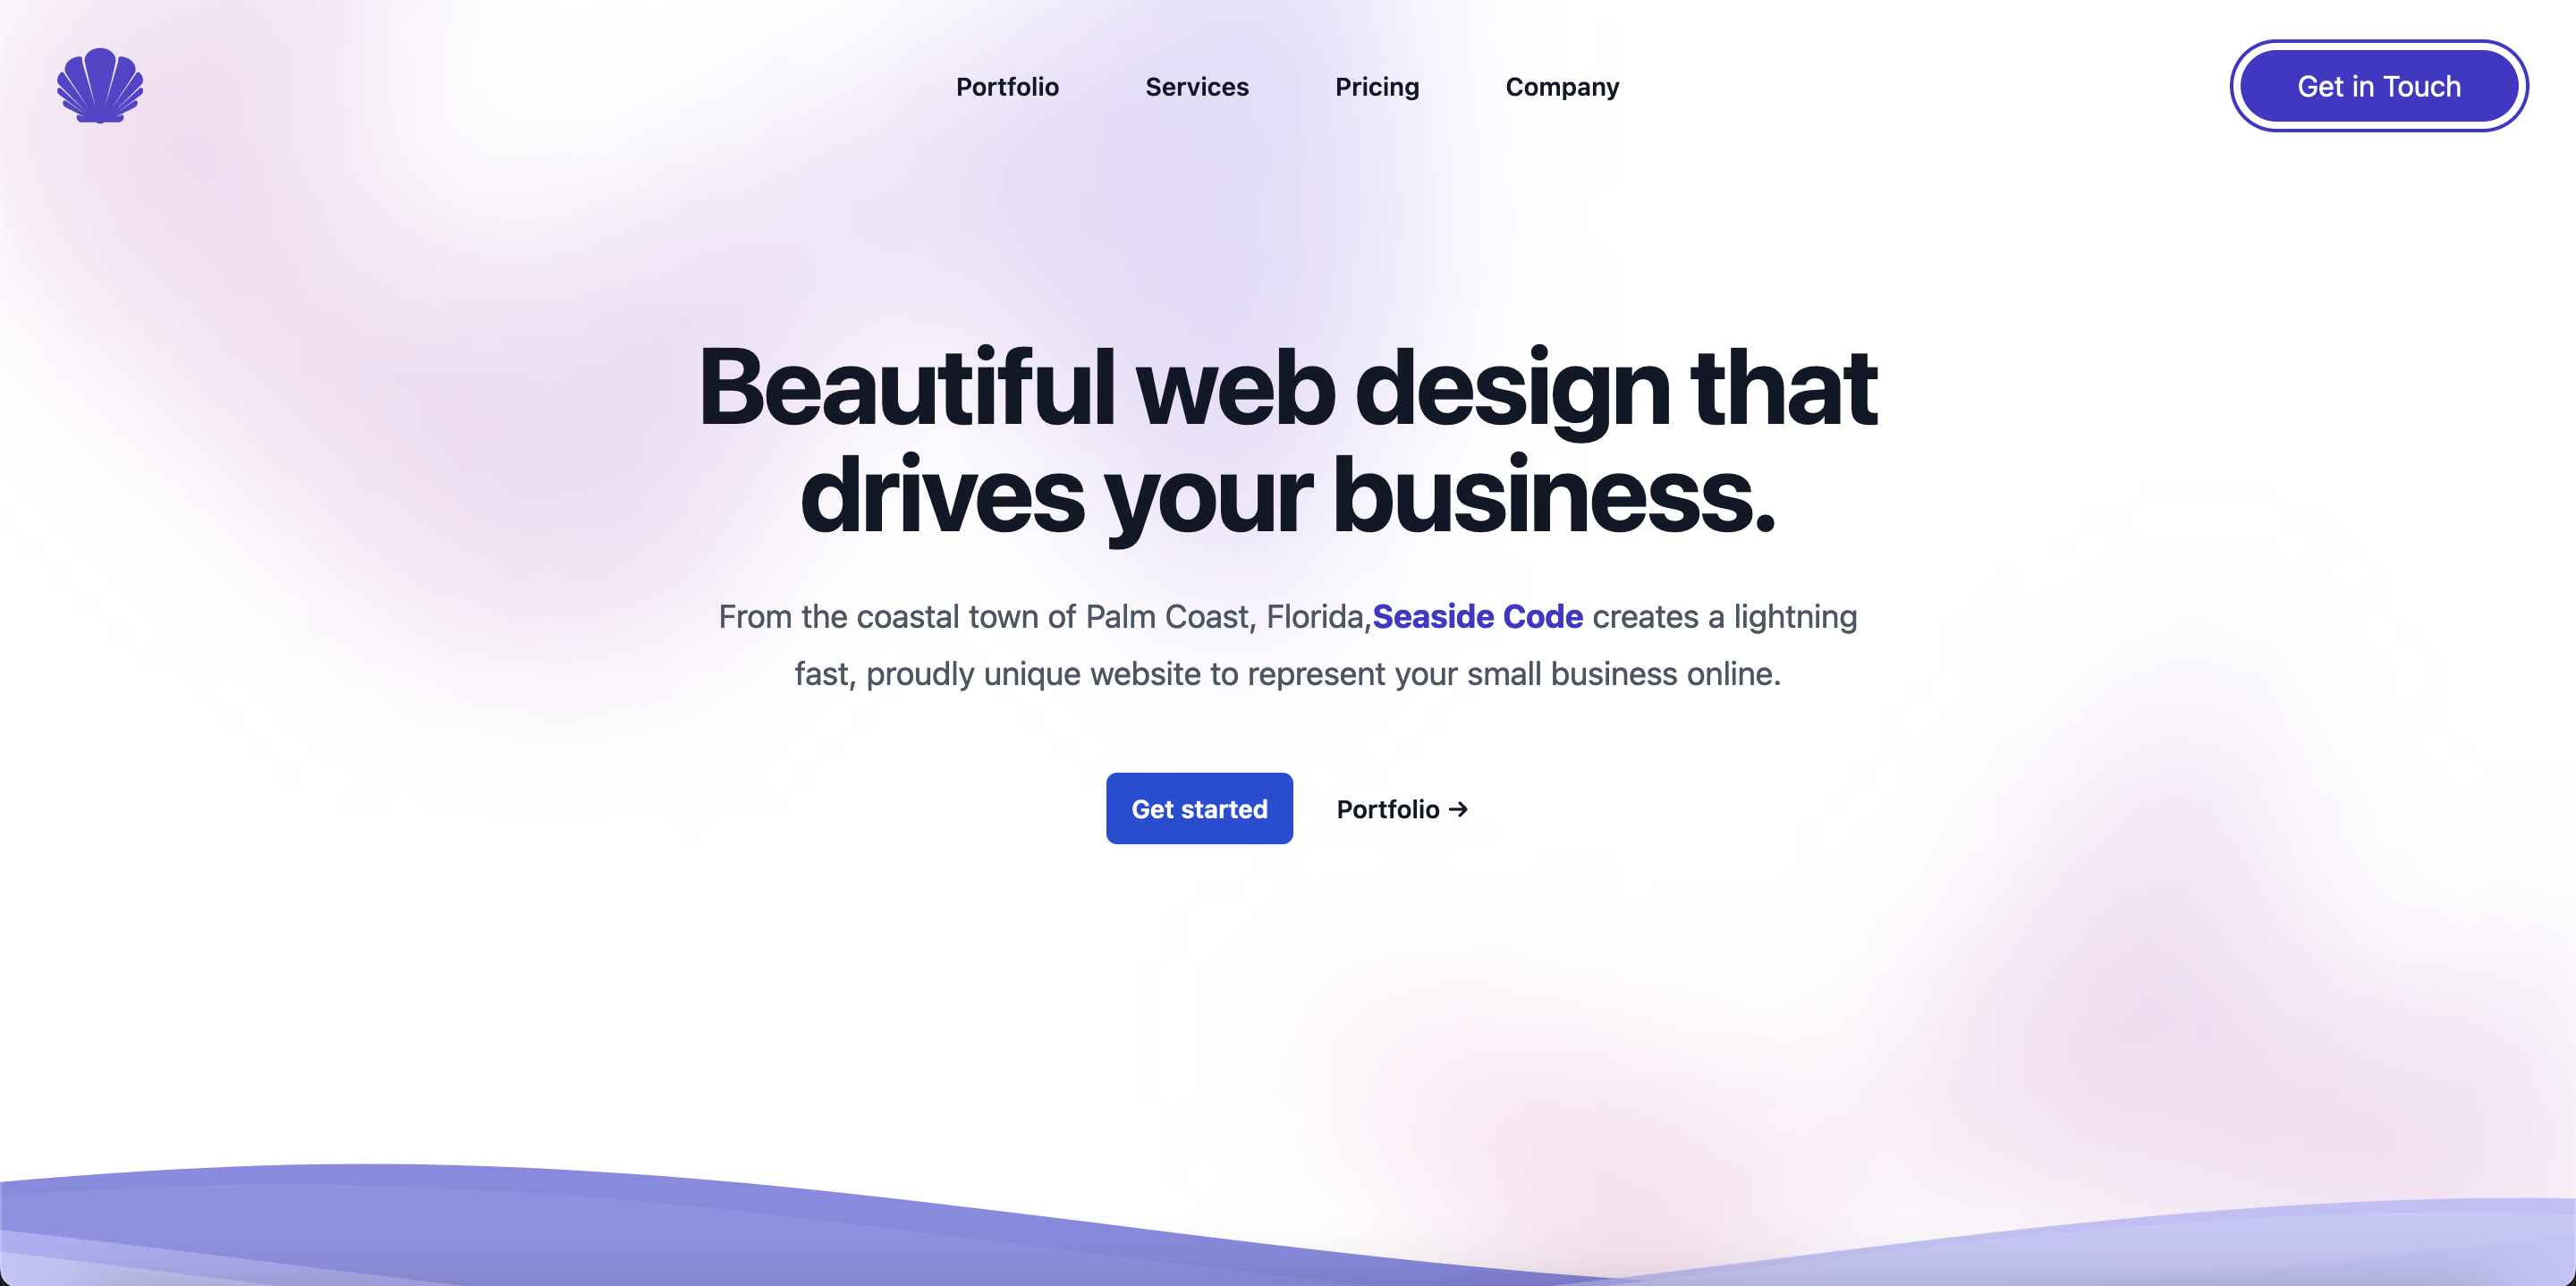 Portfolio
Services
Pricing
Company
Get in Touch
Beautiful web design that
drives your business.
From the coastal town of Palm Coast, Florida,Seaside Code creates a lightning
fast, proudly unique website to represent your small business online.
Get started
Portfolio →